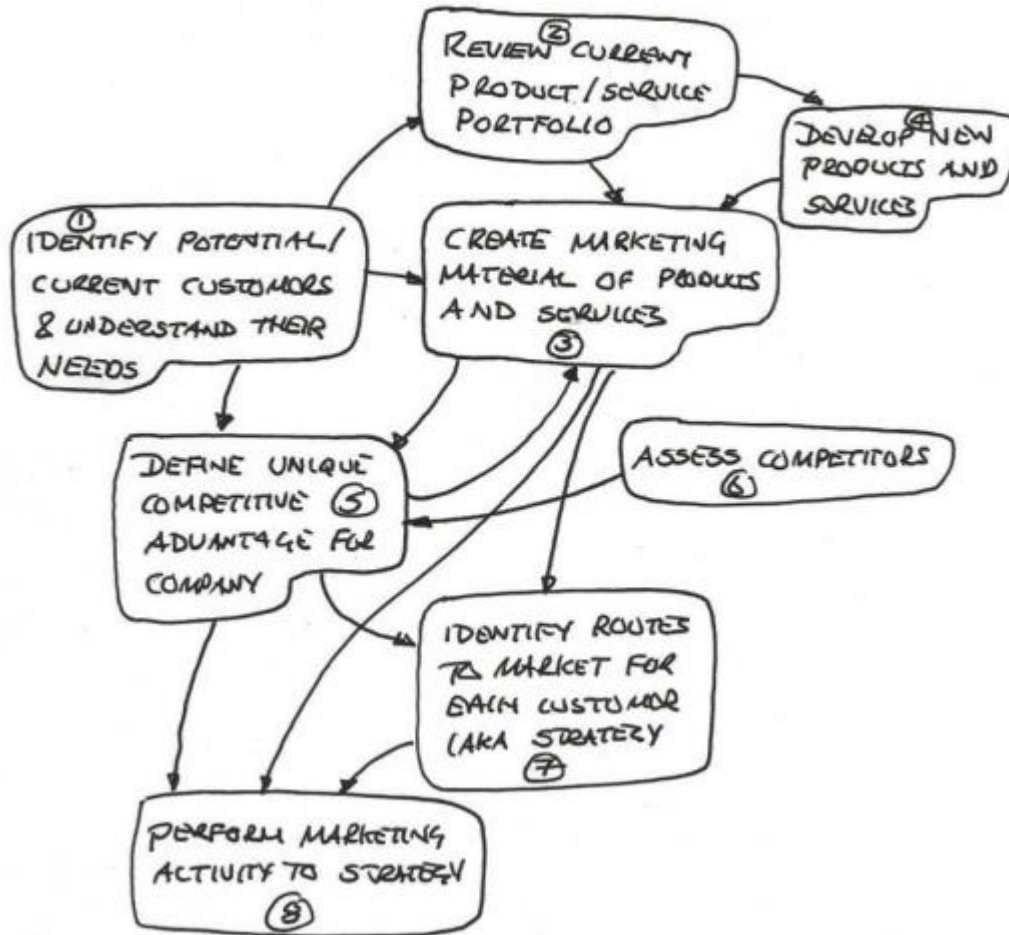 ②
REVIEW CURRENT
PRODUCT/SERVICE
PORTFOLIO
④
DEVELOP NEW
PRODUCTS AND
SERVICES
①
IDENTIFY POTENTIAL/
CURRENT CUSTOMORS
& UNDERSTAND THEIR
NEEDS
CREATE MARKETING
MATERIAL OF PRODUCTS
AND SERVICES
③
DEFINE UNIQUE
COMPETITIVE ⑤
ADVANTAGE FOR
COMPANY
ASSESS COMPETITORS
⑥
IDENTIFY ROUTES
TO MARKET FOR
EACH CUSTOMOR
(AKA STRATEGY
⑦
PERFORM MARKETING
ACTIVITY TO STRATEGY
⑧